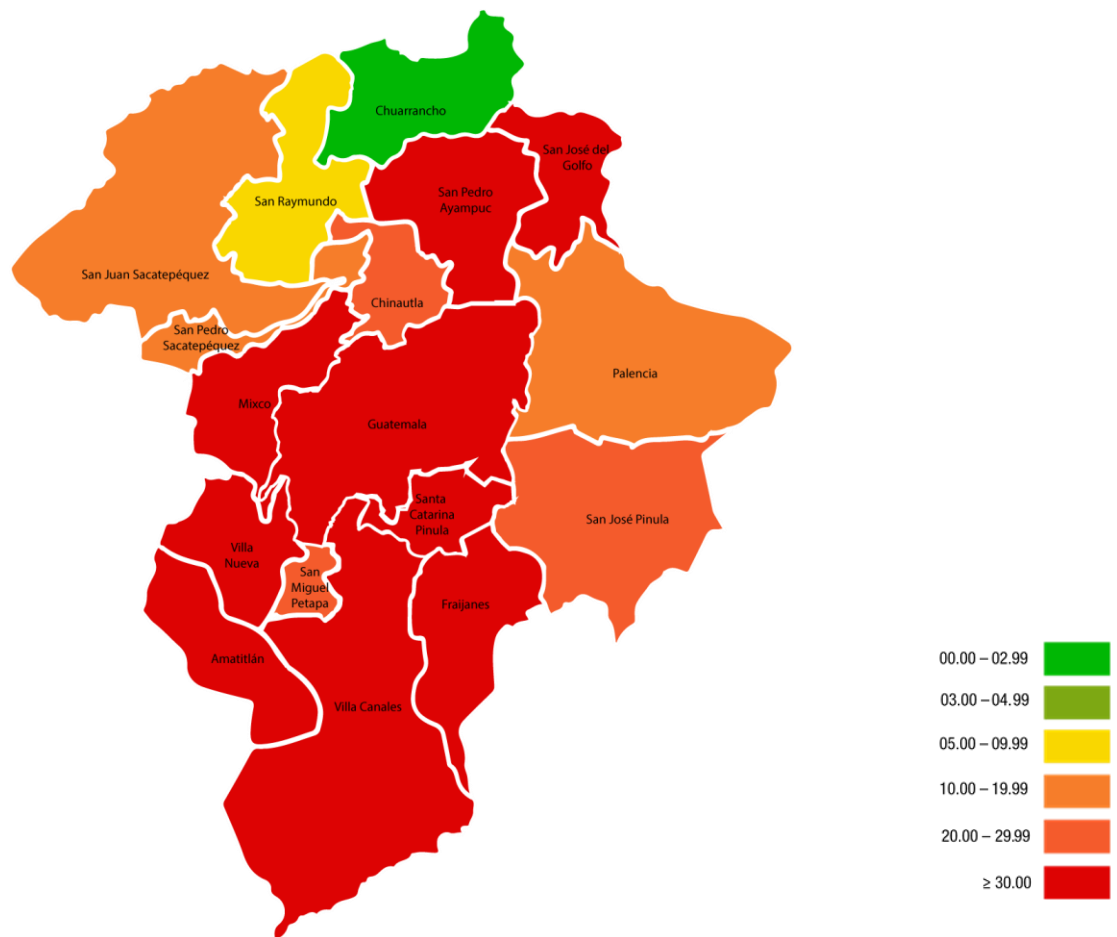 Chuarrancho
San José del
Golfo
San Pedro
Ayampuc
San Raymundo
San Juan Sacatepéquez
Chinautla
San Pedro
Sacatepéquez
Palencia
Mixco
Guatemala
Santa
Catarina
Pinula
San José Pinula
Villa
Nueva
San
Miguel
Petapa
Fraijanes
Amatitlán
Villa Canales
00.00 – 02.99
03.00 – 04.99
05.00 – 09.99
10.00 – 19.99
20.00 – 29.99
≥ 30.00